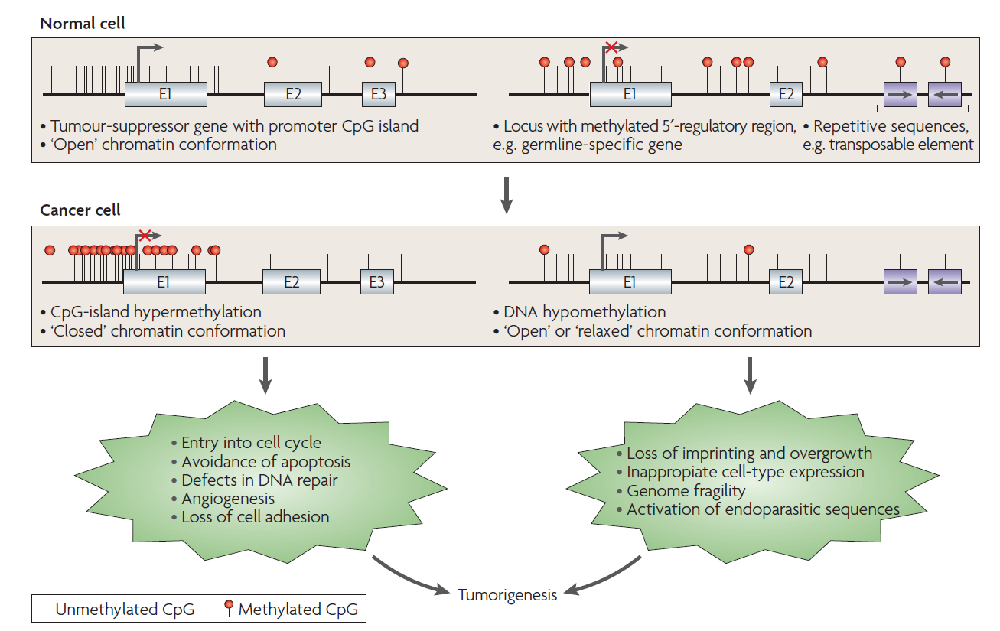 Normal cell
E1 E2 E3 E1 E2
• Tumour-suppressor gene with promoter CpG island
• ‘Open’ chromatin conformation
• Locus with methylated 5′-regulatory region,
e.g. germline-specific gene
• Repetitive sequences,
e.g. transposable element
Cancer cell
E1 E2 E3 E1 E2
• CpG-island hypermethylation
• ‘Closed’ chromatin conformation
• DNA hypomethylation
• ‘Open’ or ‘relaxed’ chromatin conformation
• Entry into cell cycle
• Avoidance of apoptosis
• Defects in DNA repair
• Angiogenesis
• Loss of cell adhesion
• Loss of imprinting and overgrowth
• Inappropiate cell-type expression
• Genome fragility
• Activation of endoparasitic sequences
Tumorigenesis
Unmethylated CpG
Methylated CpG